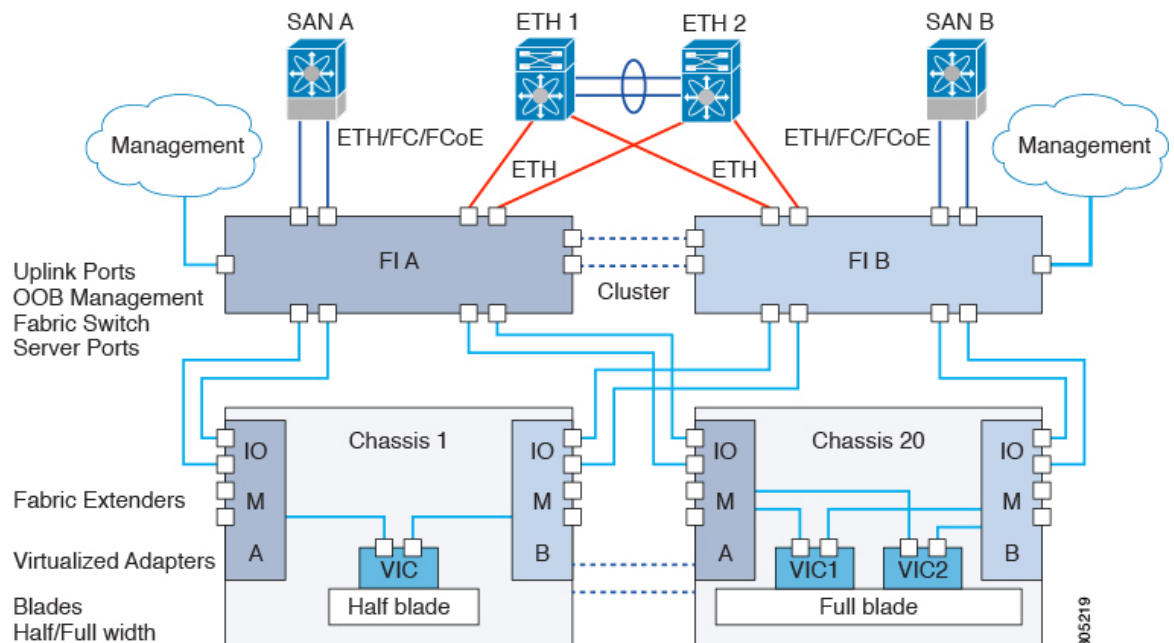 SAN A
ETH 1
ETH 2
SAN B
Management
ETH/FC/FCoE
ETH
ETH
ETH/FC/FCoE
Management
Uplink Ports
OOB Management
Fabric Switch
Server Ports
FI A
Cluster
FI B
Chassis 1
IO
M
A
IO
M
B
VIC
Half blade
Chassis 20
IO
M
A
IO
M
B
VIC1
VIC2
Full blade
Fabric Extenders
Virtualized Adapters
Blades
Half/Full width